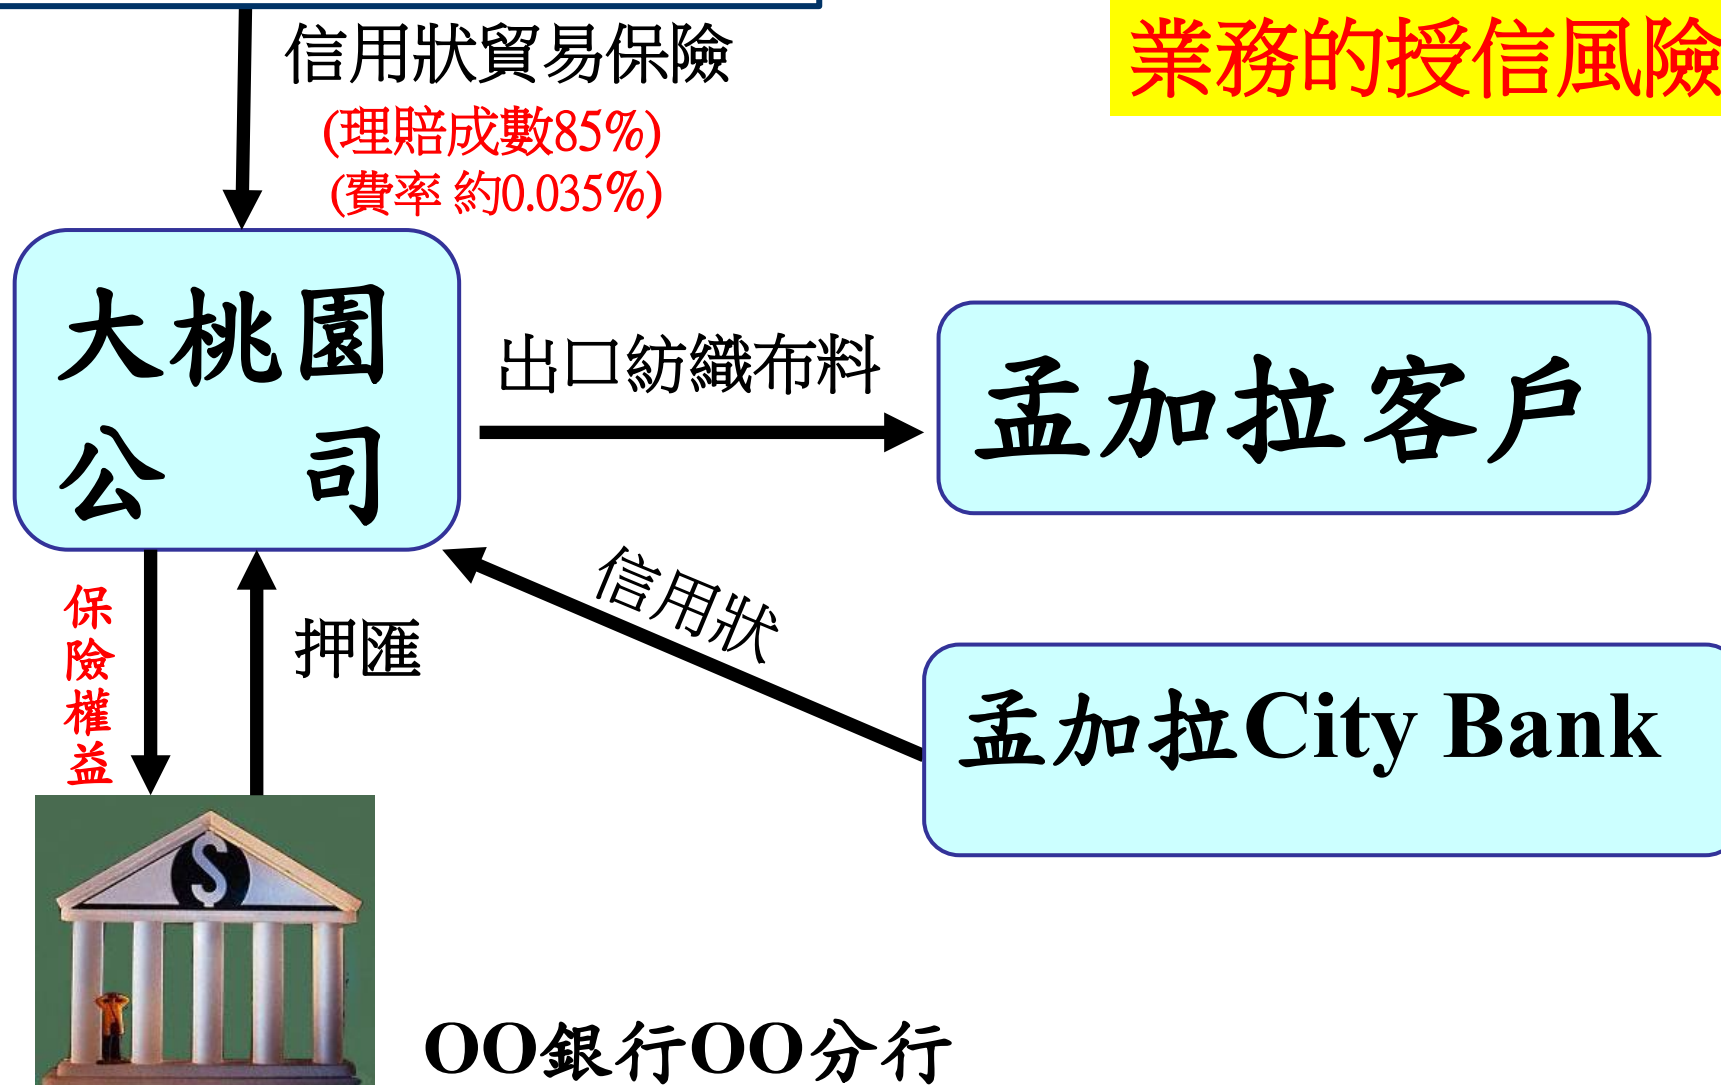 信用狀貿易保險
(理賠成數85%)
(費率 約0.035%)
業務的授信風險
大桃園
公 司
出口紡織布料
孟加拉客戶
信用狀
孟加拉City Bank
保險權益
押匯
$
OO銀行OO分行